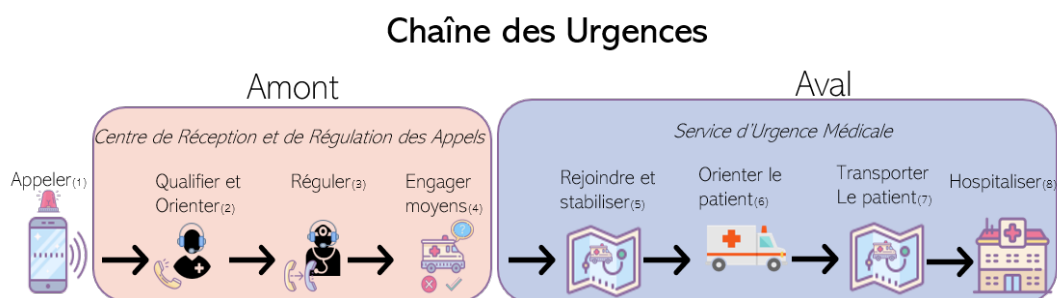 Chaîne des Urgences
Amont
Aval
Centre de Réception et de Régulation des Appels
Service d'Urgence Médicale
Appeler(1)
Qualifier et
Orienter(2)
Réguler(3)
Engager
moyens(4)
Rejoindre et
stabiliser(5)
Orienter le
patient(6)
Transporter
Le patient(7)
Hospitaliser(8)
?